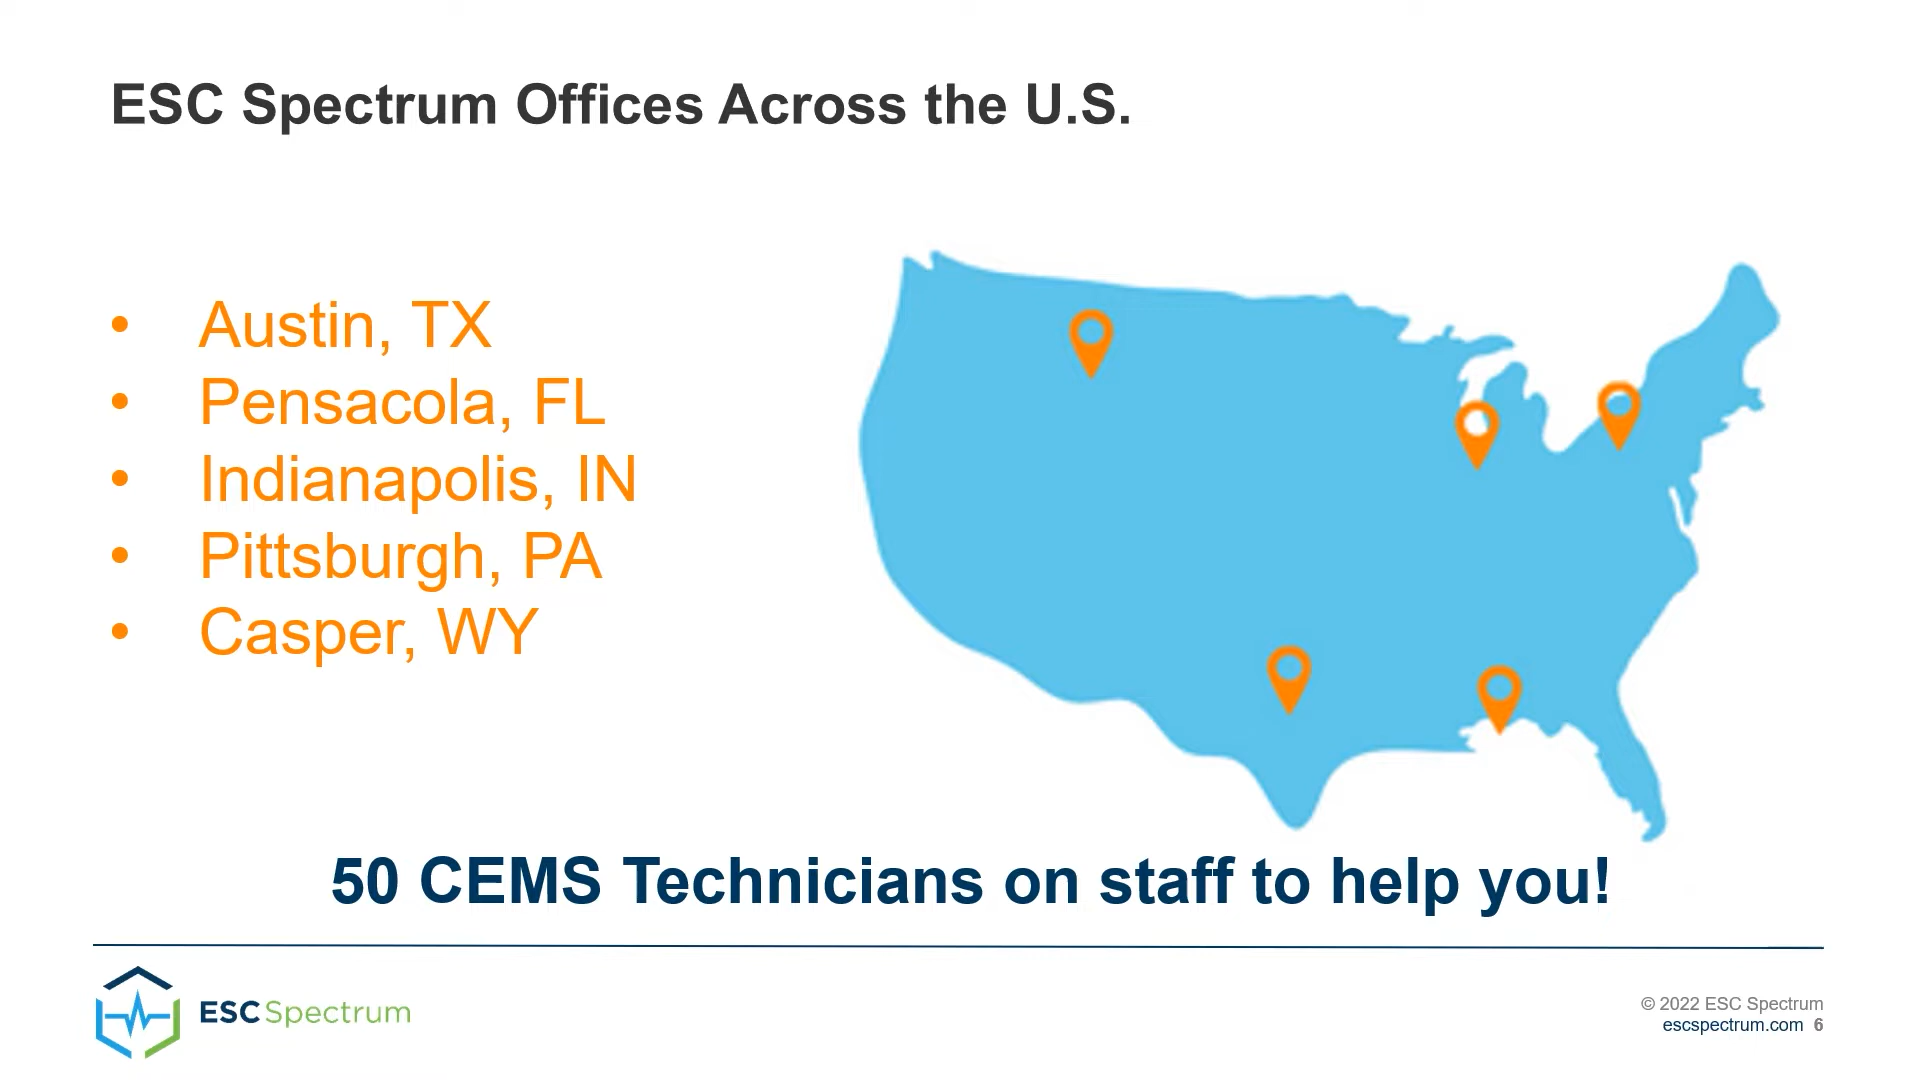 ESC Spectrum Offices Across the U.S.
• Austin, TX
• Pensacola, FL
• Indianapolis, IN
• Pittsburgh, PA
• Casper, WY
50 CEMS Technicians on staff to help you!
ESC Spectrum
© 2022 ESC Spectrum
escspectrum.com 6